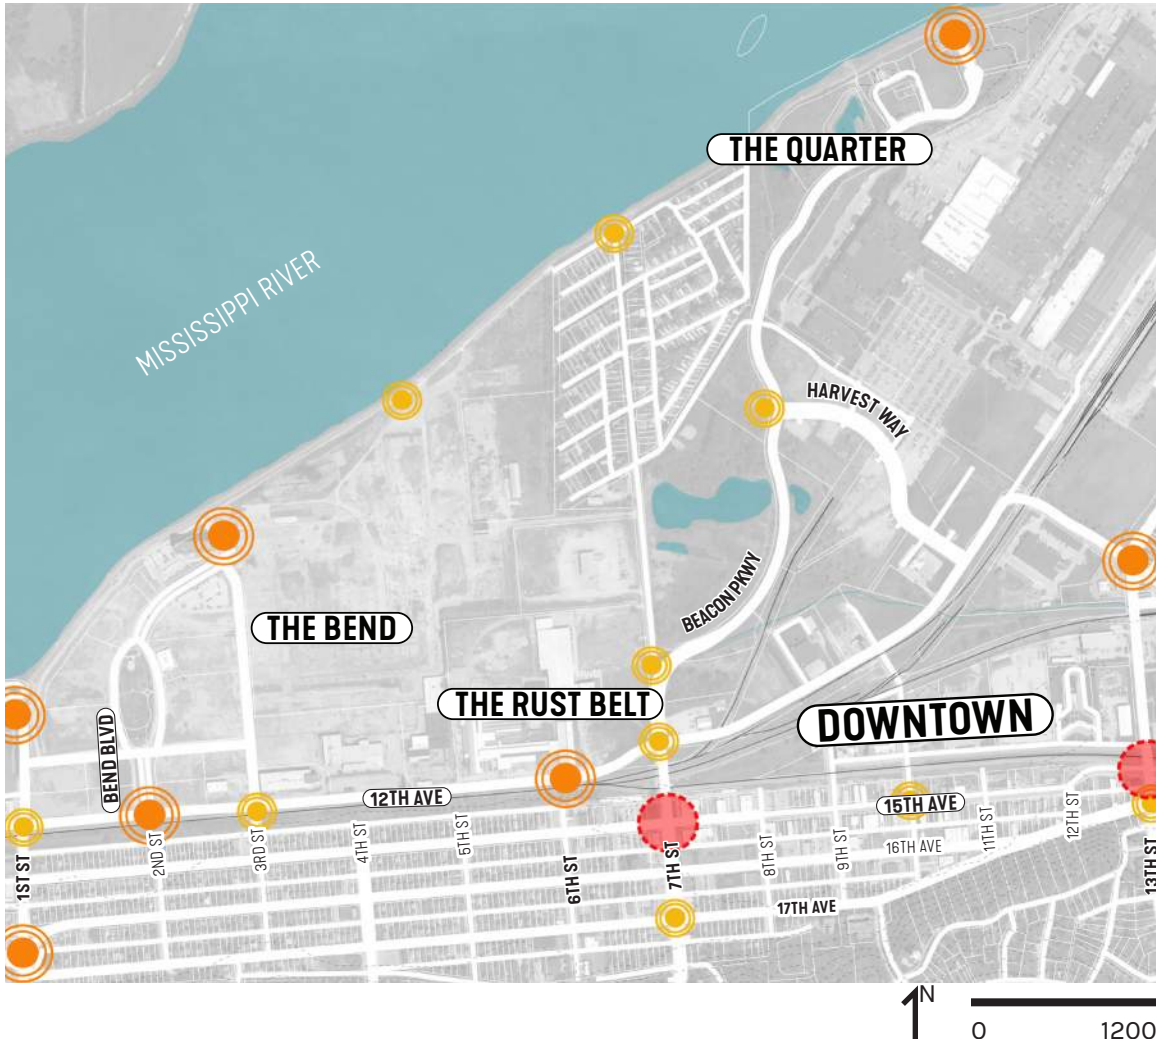 THE QUARTER
MISSISSIPPI RIVER
HARVEST WAY
BEACON PKWY
THE BEND
THE RUST BELT
DOWNTOWN
BEND BLVD
12TH AVE
15TH AVE
1ST ST
2ND ST
3RD ST
4TH ST
5TH ST
6TH ST
7TH ST
8TH ST
9TH ST
16TH AVE
11TH ST
12TH ST
13TH ST
17TH AVE
N
0 1200